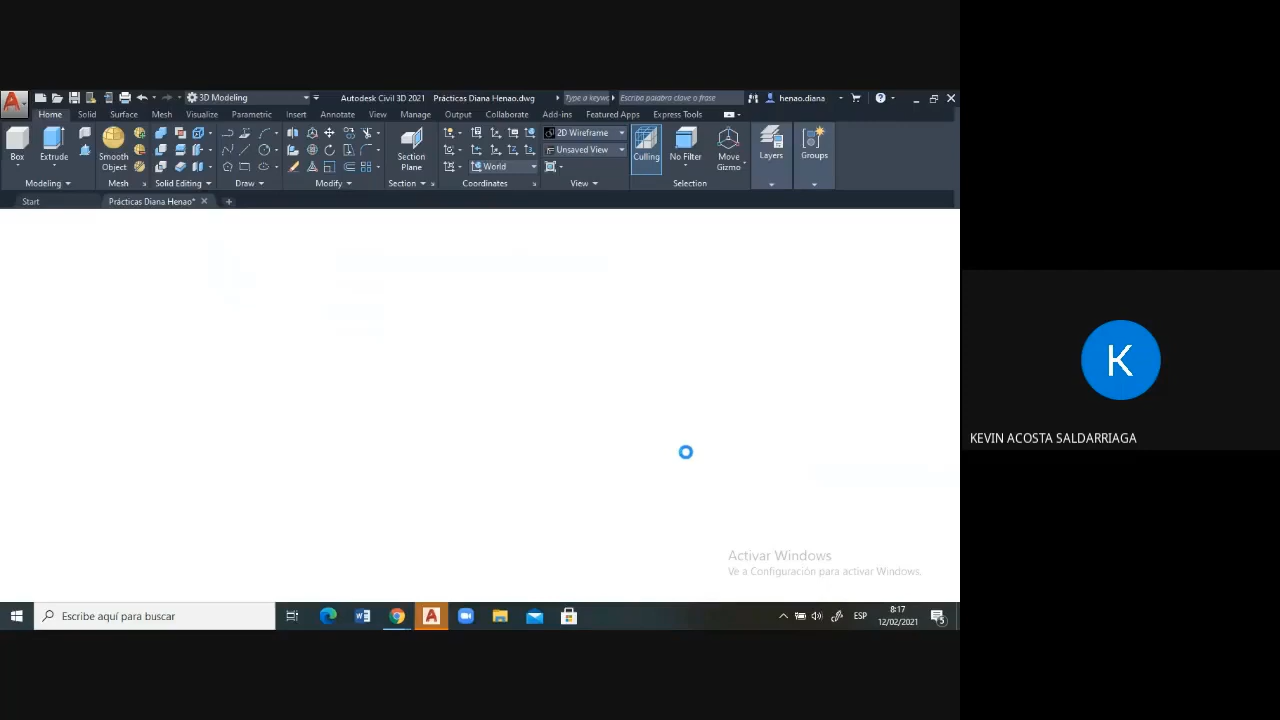 3D Modeling Autodesk Civil 3D 2021 Prácticas Diana Henao.dwg Type a keyw Escriba palabra clave o frase henao.diana
Home Solid Surface Mesh Visualize Parametric Insert Annotate View Manage Output Collaborate Add-ins Featured Apps Express Tools
2D Wireframe
Unsaved View
World
Box Extrude Smooth Object Section Plane Culling No Filter Move Gizmo Layers Groups
Modeling Mesh Solid Editing Draw Modify Section Coordinates View Selection
Start Prácticas Diana Henao*
K
KEVIN ACOSTA SALDARRIAGA
Activar Windows
Ve a Configuración para activar Windows.
Escribe aquí para buscar ESP 8:17
12/02/2021
5